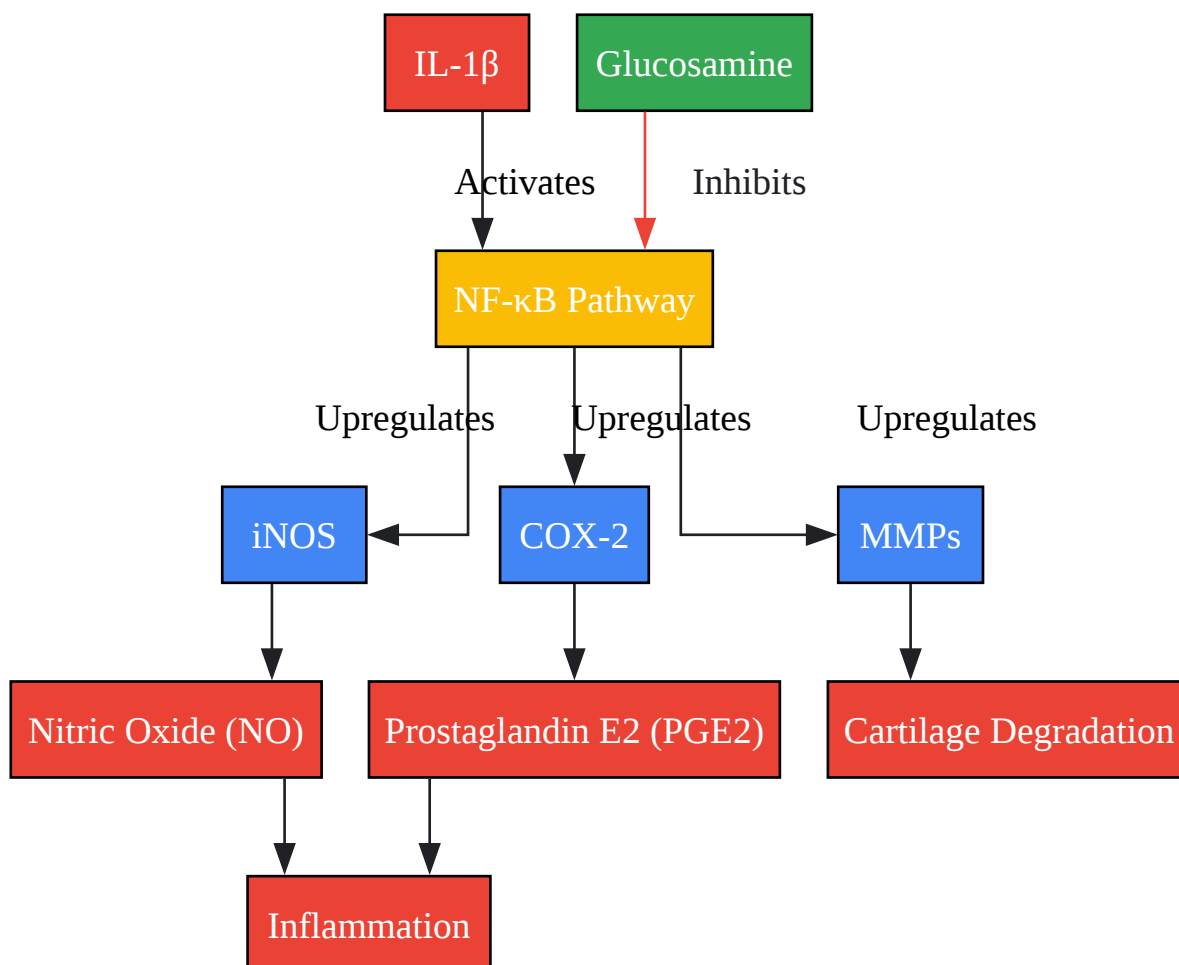 IL-1β
Glucosamine
Activates
Inhibits
NF-κB Pathway
Upregulates
Upregulates
Upregulates
iNOS
COX-2
MMPs
Nitric Oxide (NO)
Prostaglandin E2 (PGE2)
Cartilage Degradation
Inflammation